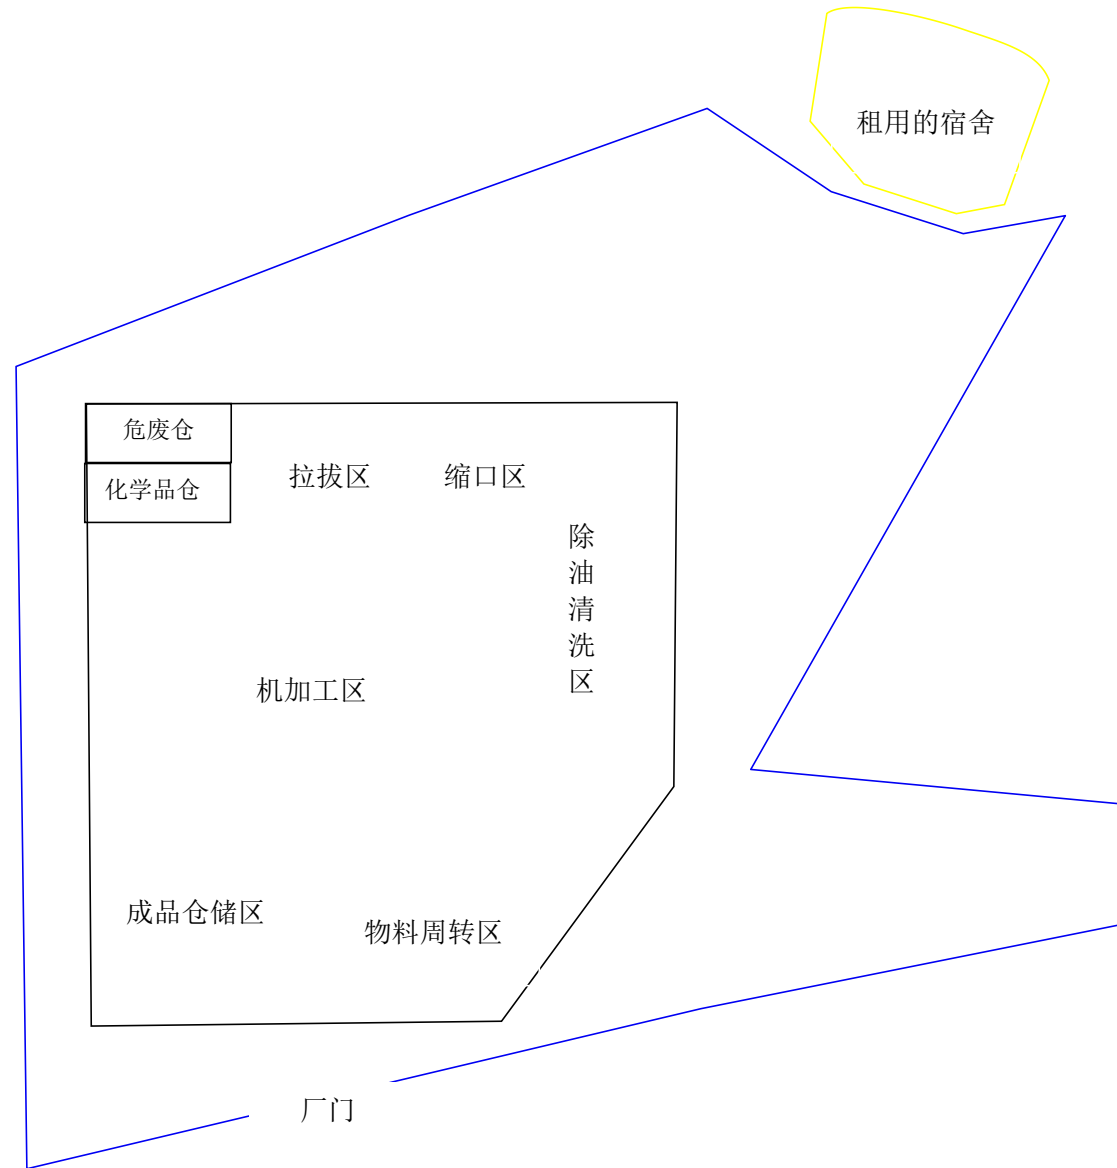 租用的宿舍
危废仓
化学品仓
拉拔区
缩口区
除油清洗区
机加工区
成品仓储区
物料周转区
厂门